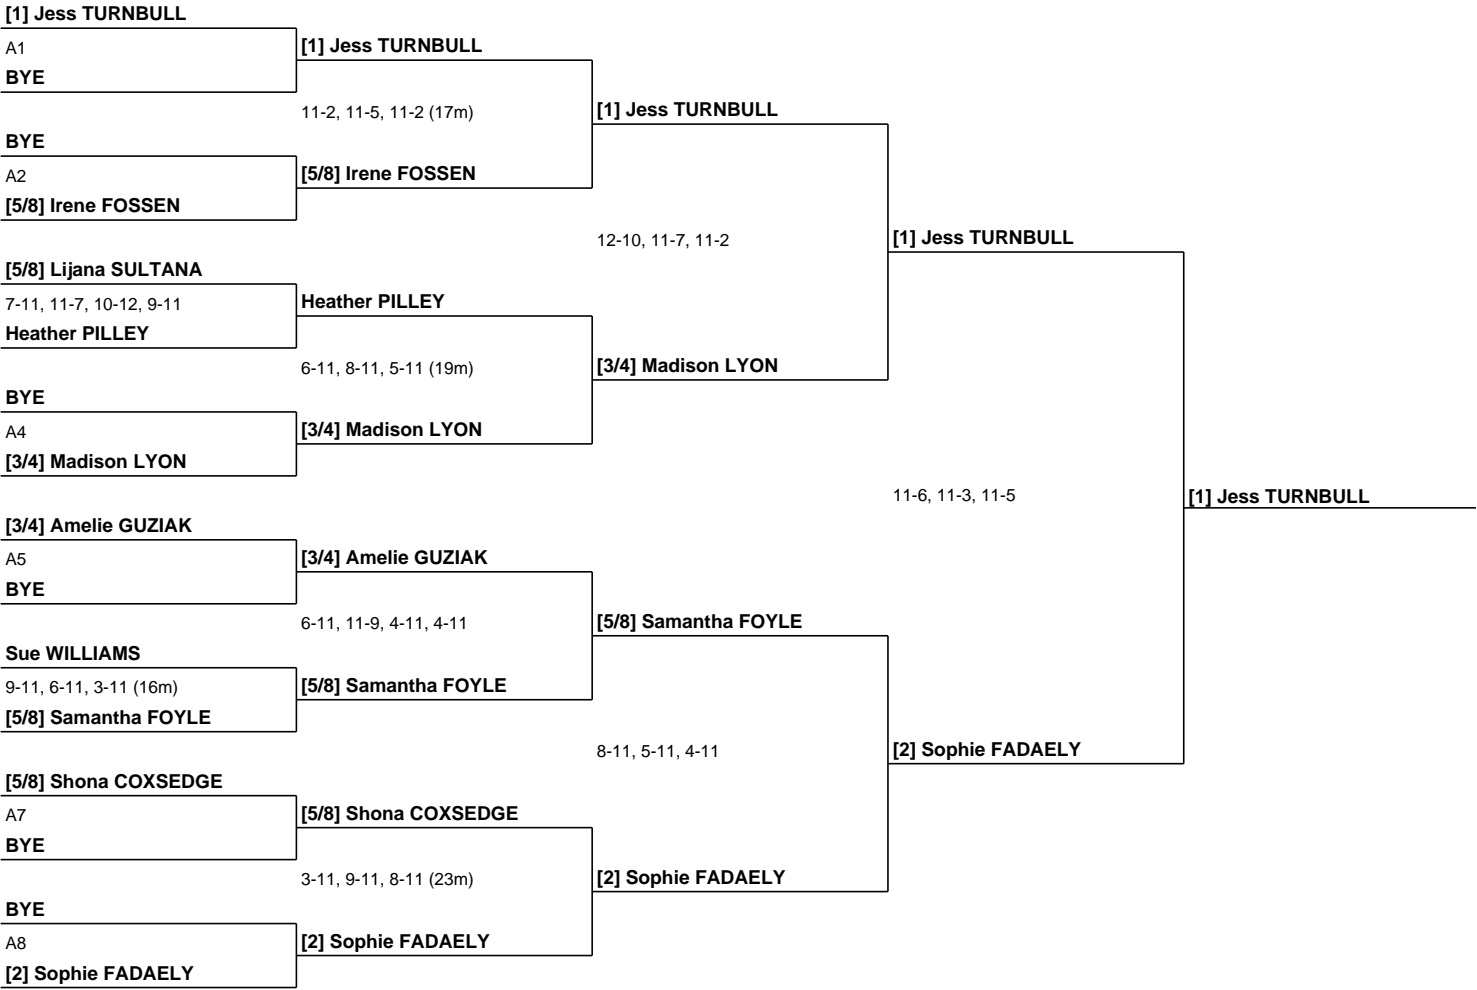 [1] Jess TURNBULL
A1
BYE
BYE
A2
[5/8] Irene FOSSEN
[5/8] Lijana SULTANA
7-11, 11-7, 10-12, 9-11
Heather PILLEY
BYE
A4
[3/4] Madison LYON
[3/4] Amelie GUZIAK
A5
BYE
Sue WILLIAMS
9-11, 6-11, 3-11 (16m)
[5/8] Samantha FOYLE
[5/8] Shona COXSEDGE
A7
BYE
BYE
A8
[2] Sophie FADAELY
[1] Jess TURNBULL
11-2, 11-5, 11-2 (17m)
[5/8] Irene FOSSEN
Heather PILLEY
6-11, 8-11, 5-11 (19m)
[3/4] Madison LYON
[3/4] Amelie GUZIAK
6-11, 11-9, 4-11, 4-11
[5/8] Samantha FOYLE
[5/8] Shona COXSEDGE
3-11, 9-11, 8-11 (23m)
[2] Sophie FADAELY
[1] Jess TURNBULL
12-10, 11-7, 11-2
[3/4] Madison LYON
[5/8] Samantha FOYLE
8-11, 5-11, 4-11
[2] Sophie FADAELY
[1] Jess TURNBULL
11-6, 11-3, 11-5
[2] Sophie FADAELY
[1] Jess TURNBULL